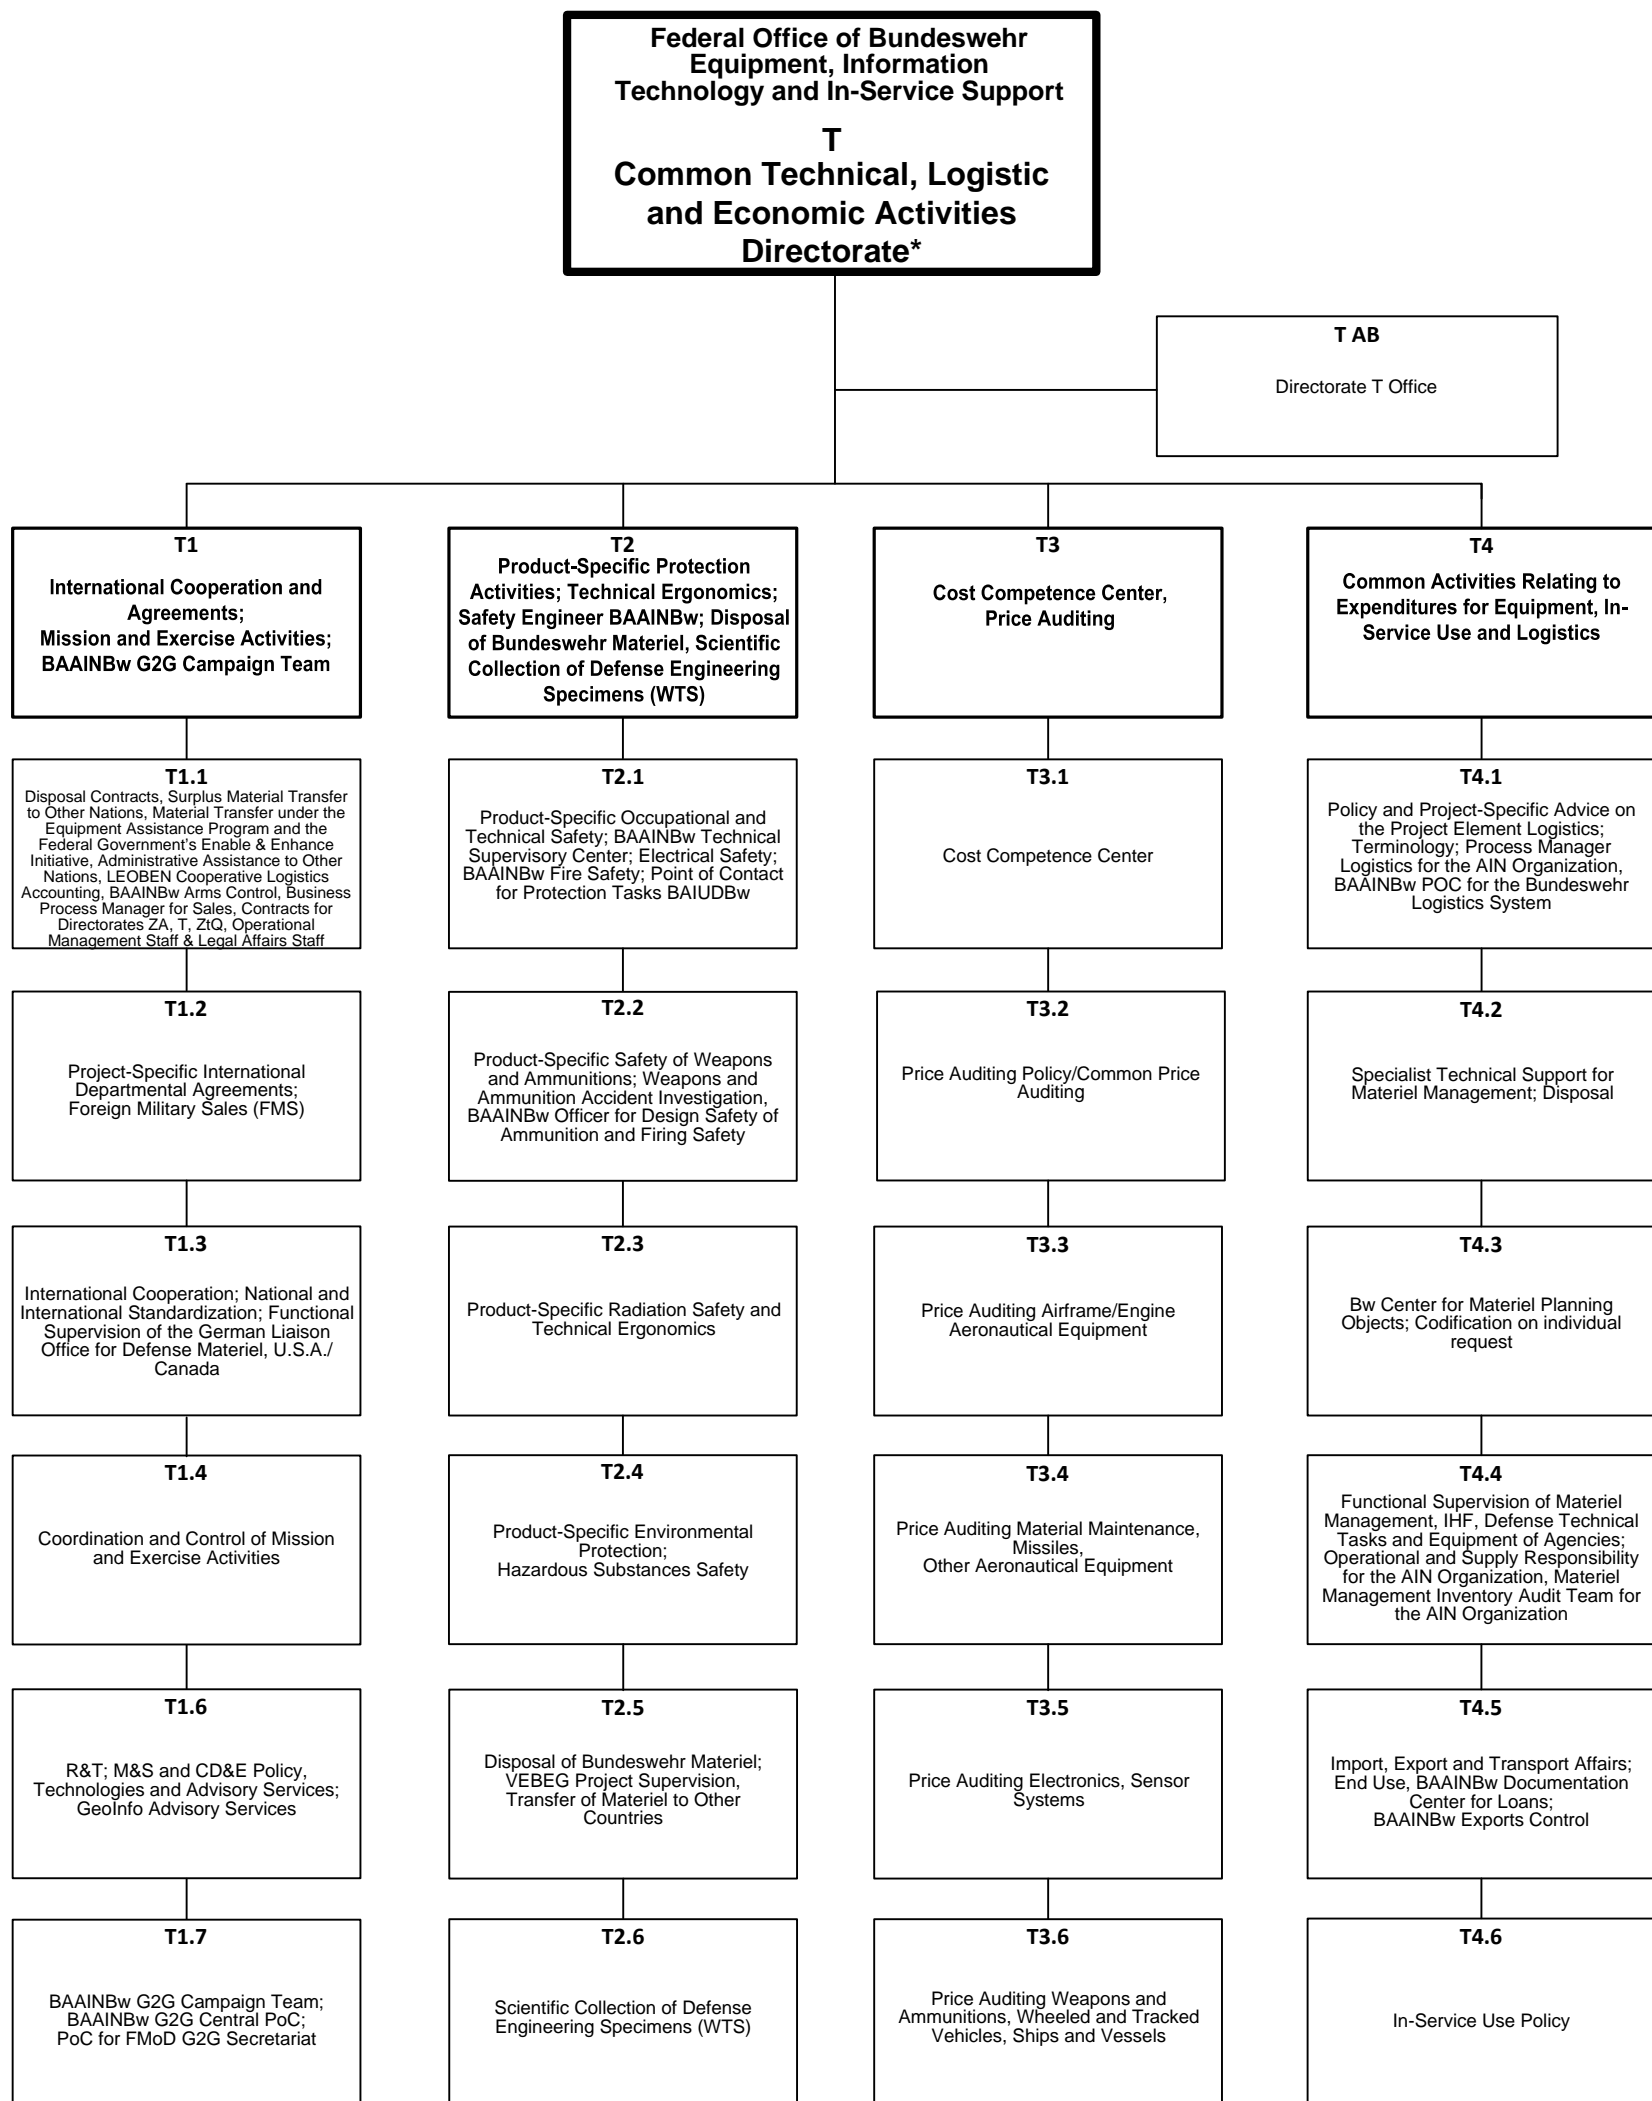 Federal Office of Bundeswehr
Equipment, Information
Technology and In-Service Support
T
Common Technical, Logistic
and Economic Activities
Directorate*
T AB
Directorate T Office
T1
International Cooperation and
Agreements;
Mission and Exercise Activities;
BAAINBw G2G Campaign Team
T2
Product-Specific Protection
Activities; Technical Ergonomics;
Safety Engineer BAAINBw; Disposal
of Bundeswehr Materiel, Scientific
Collection of Defense Engineering
Specimens (WTS)
T3
Cost Competence Center,
Price Auditing
T4
Common Activities Relating to
Expenditures for Equipment, In-
Service Use and Logistics
T1.1
Disposal Contracts, Surplus Material Transfer
to Other Nations, Material Transfer under the
Equipment Assistance Program and the
Federal Government's Enable & Enhance
Initiative, Administrative Assistance to Other
Nations, LEOBEN Cooperative Logistics
Accounting, BAAINBw Arms Control, Business
Process Manager for Sales, Contracts for
Directorates ZA, T, ZtQ, Operational
Management Staff & Legal Affairs Staff
T2.1
Product-Specific Occupational and
Technical Safety; BAAINBw Technical
Supervisory Center; Electrical Safety;
BAAINBw Fire Safety; Point of Contact
for Protection Tasks BAIUDBw
T3.1
Cost Competence Center
T4.1
Policy and Project-Specific Advice on
the Project Element Logistics;
Terminology; Process Manager
Logistics for the AIN Organization,
BAAINBw POC for the Bundeswehr
Logistics System
T1.2
Project-Specific International
Departmental Agreements;
Foreign Military Sales (FMS)
T2.2
Product-Specific Safety of Weapons
and Ammunitions; Weapons and
Ammunition Accident Investigation,
BAAINBw Officer for Design Safety of
Ammunition and Firing Safety
T3.2
Price Auditing Policy/Common Price
Auditing
T4.2
Specialist Technical Support for
Materiel Management; Disposal
T1.3
International Cooperation; National and
International Standardization; Functional
Supervision of the German Liaison
Office for Defense Materiel, U.S.A./
Canada
T2.3
Product-Specific Radiation Safety and
Technical Ergonomics
T3.3
Price Auditing Airframe/Engine
Aeronautical Equipment
T4.3
Bw Center for Materiel Planning
Objects; Codification on individual
request
T1.4
Coordination and Control of Mission
and Exercise Activities
T2.4
Product-Specific Environmental
Protection;
Hazardous Substances Safety
T3.4
Price Auditing Material Maintenance,
Missiles,
Other Aeronautical Equipment
T4.4
Functional Supervision of Materiel
Management, IHF, Defense Technical
Tasks and Equipment of Agencies;
Operational and Supply Responsibility
for the AIN Organization, Materiel
Management Inventory Audit Team for
the AIN Organization
T1.6
R&T; M&S and CD&E Policy,
Technologies and Advisory Services;
GeoInfo Advisory Services
T2.5
Disposal of Bundeswehr Materiel;
VEBEG Project Supervision,
Transfer of Materiel to Other
Countries
T3.5
Price Auditing Electronics, Sensor
Systems
T4.5
Import, Export and Transport Affairs;
End Use, BAAINBw Documentation
Center for Loans;
BAAINBw Exports Control
T1.7
BAAINBw G2G Campaign Team;
BAAINBw G2G Central PoC;
PoC for FMoD G2G Secretariat
T2.6
Scientific Collection of Defense
Engineering Specimens (WTS)
T3.6
Price Auditing Weapons and
Ammunitions, Wheeled and Tracked
Vehicles, Ships and Vessels
T4.6
In-Service Use Policy